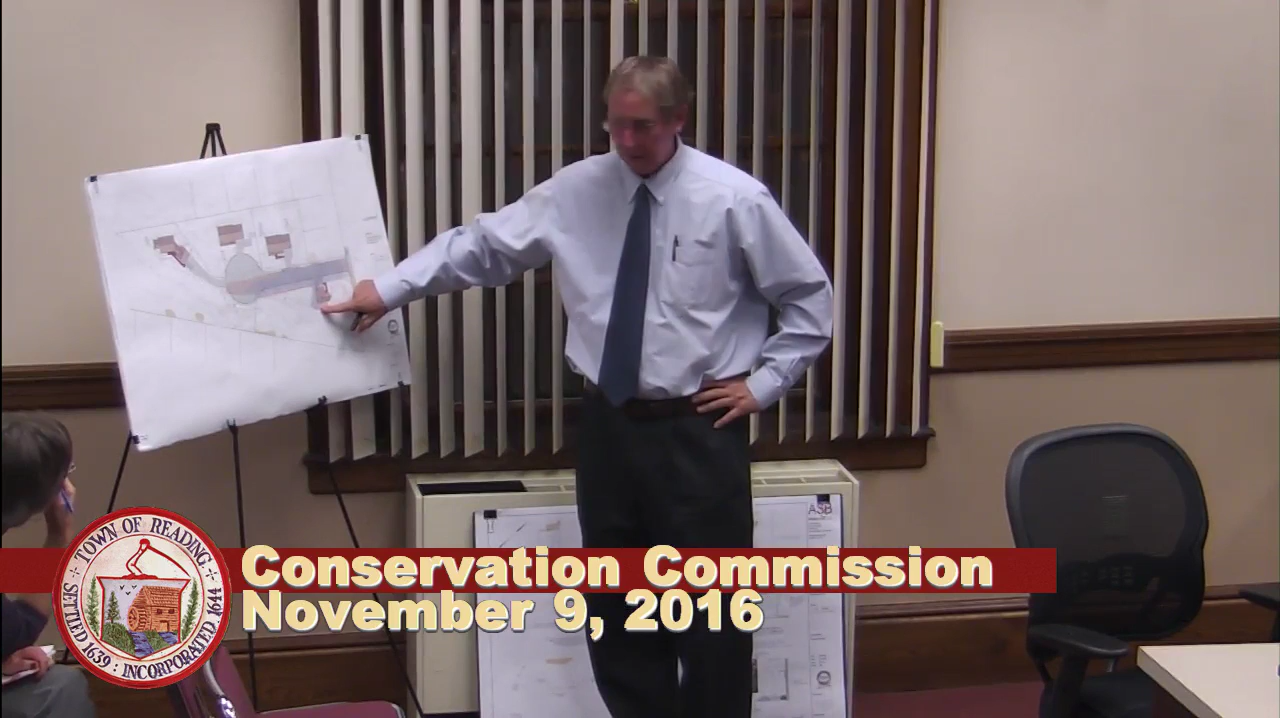 ASB
TOWN OF READING
SETTLED 1639 : INCORPORATED 1644
Conservation Commission
November 9, 2016